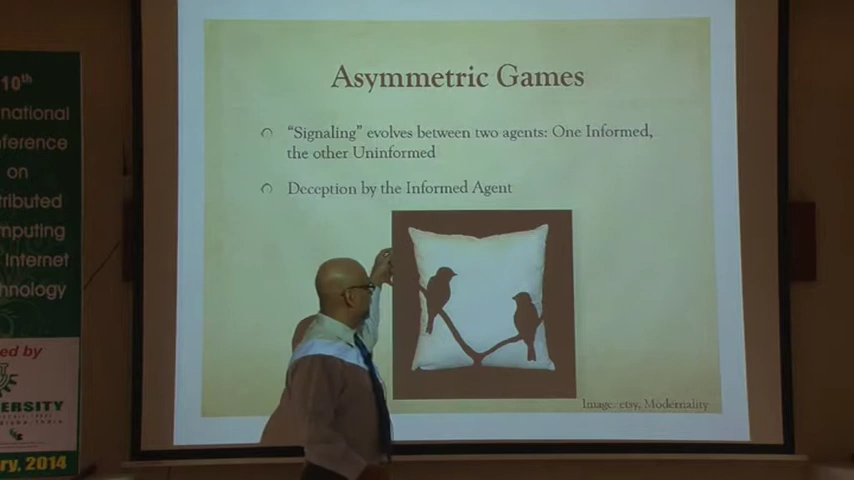 10th
national
ference
on
tributed
mputing
Internet
hnology
ed by
ERSITY
ry, 2014
Asymmetric Games
“Signaling” evolves between two agents: One Informed,
the other Uninformed
Deception by the Informed Agent
Image: etsy, Modernality